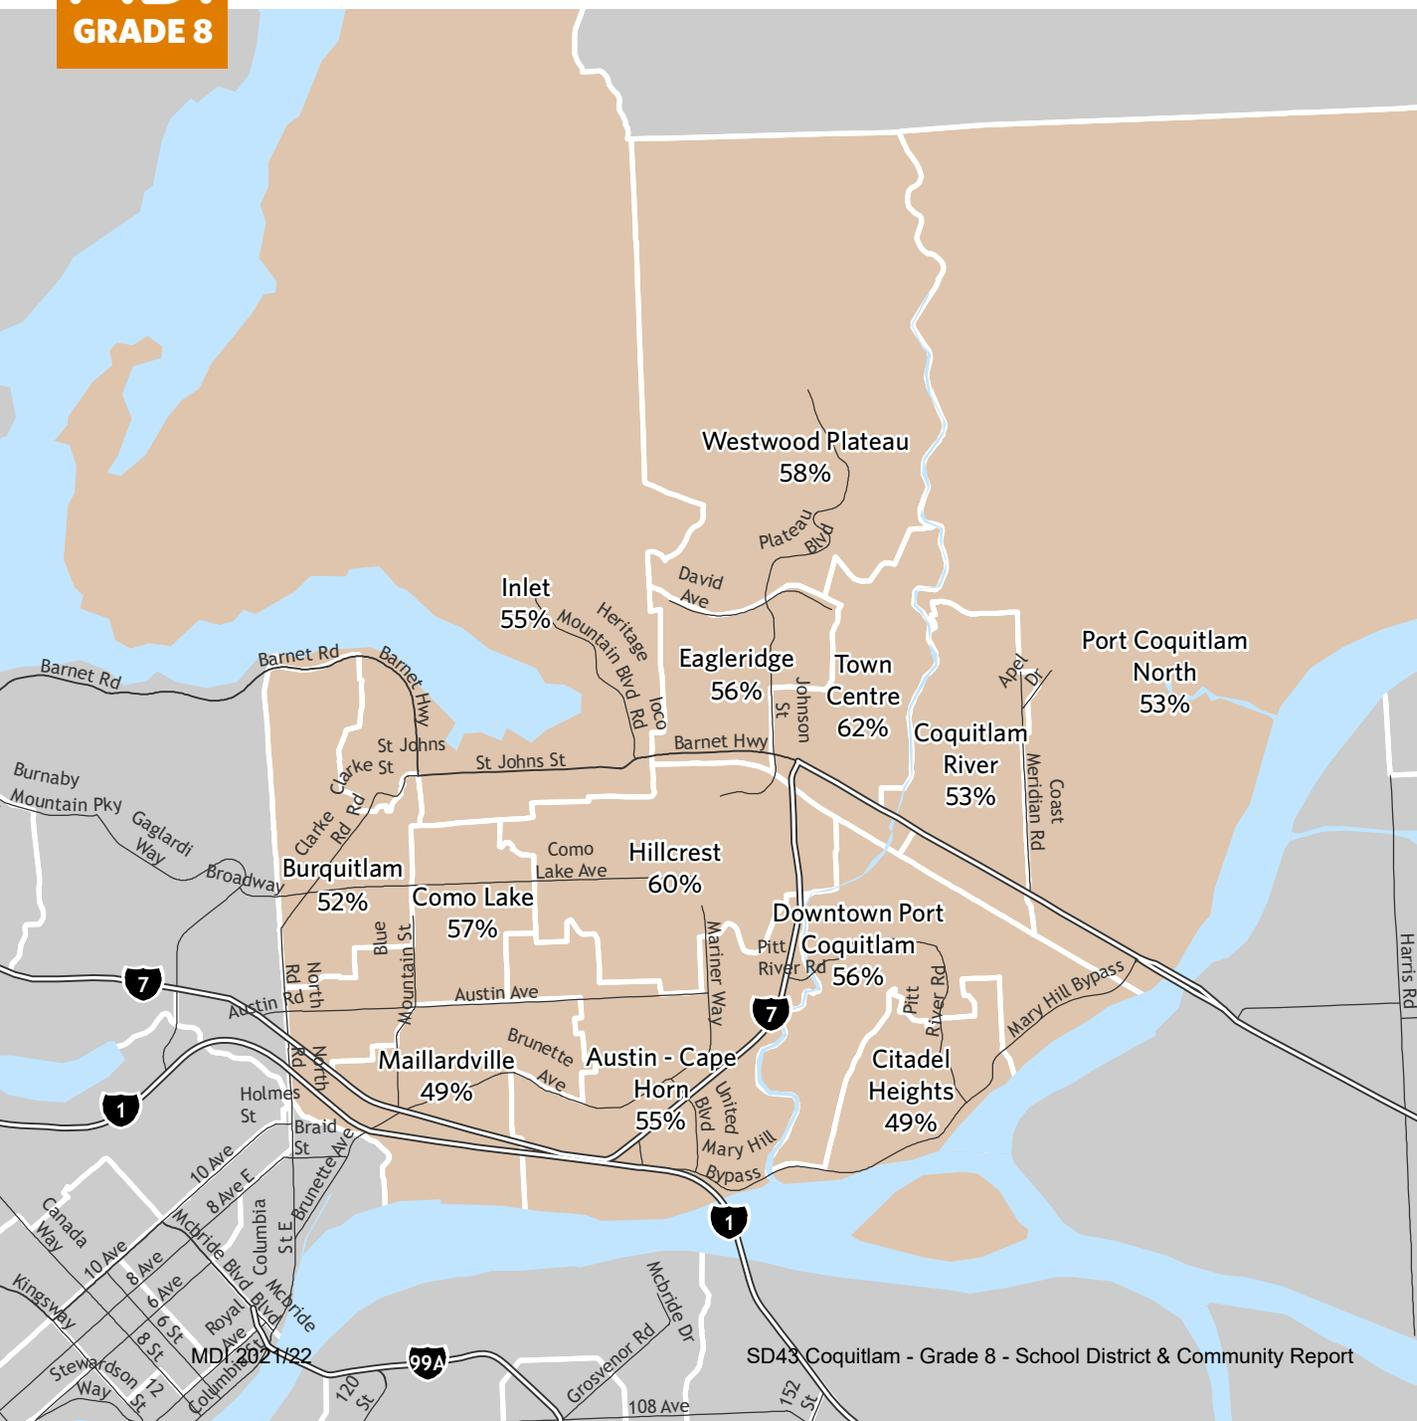 GRADE 8
Westwood Plateau
58%
Plateau
Blvd
David
Ave
Inlet
55%
Heritage
Mountain Blvd
Ioco
Rd
Eagleridge
56%
Johnson
St
Town
Centre
62%
Apel
Dr
Port Coquitlam
North
53%
Coquitlam
River
53%
Coast
Meridian Rd
Barnet Rd
Barnet Rd
Barnet Hwy
Barnet Hwy
St Johns
St
St Johns St
Clarke
Rd
Clarke
Rd
Burnaby
Mountain Pky
Gaglardi
Way
Broadway
Burquitlam
52%
Como Lake
57%
Como
Lake Ave
Hillcrest
60%
Blue
Mountain St
Mariner Way
Downtown Port
Coquitlam
56%
Pitt
River Rd
Pitt
River Rd
Mary Hill Bypass
Harris Rd
7
North
Rd
Austin Rd
Austin Ave
7
North
Rd
Maillardville
49%
Brunette
Ave
Austin - Cape
Horn
55%
United
Blvd
Mary Hill
Bypass
Citadel
Heights
49%
1
Holmes
St
Braid
St
Brunette Ave
10 Ave
8 Ave E
Columbia
St E
Canada
Way
Mcbride Blvd
10 Ave
8 Ave
6 Ave
Kingsway
6 St
8 St
Royal
Ave
Mcbride
Blvd
Stewardson
Way
12
St
Columbia St
1
Mcbride Dr
Grosvenor Rd
99A
120
St
108 Ave
152
St
MDI 2021/22
SD43 Coquitlam - Grade 8 - School District & Community Report